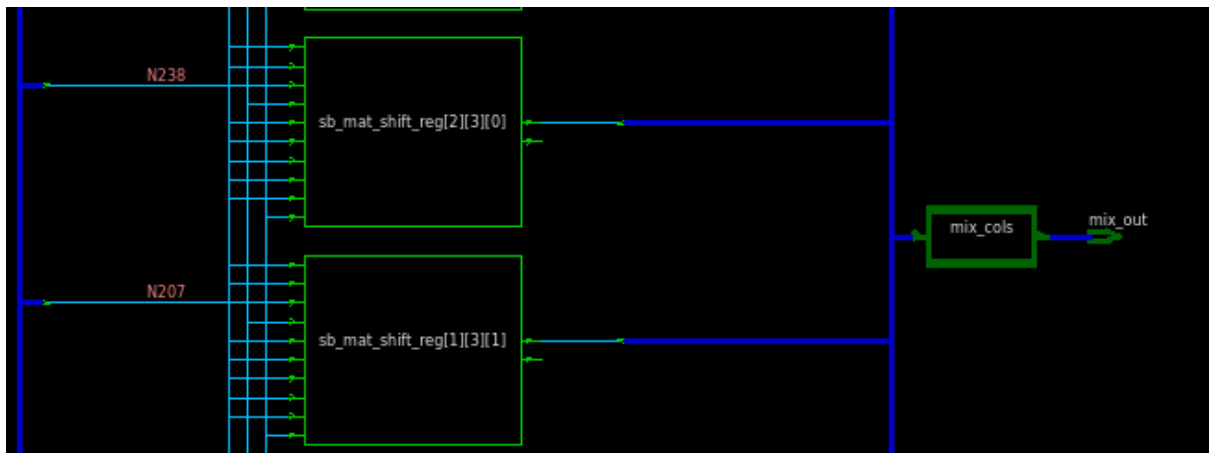 N238
sb_mat_shift_reg[2][3][0]
mix_out
mix_cols
N207
sb_mat_shift_reg[1][3][1]